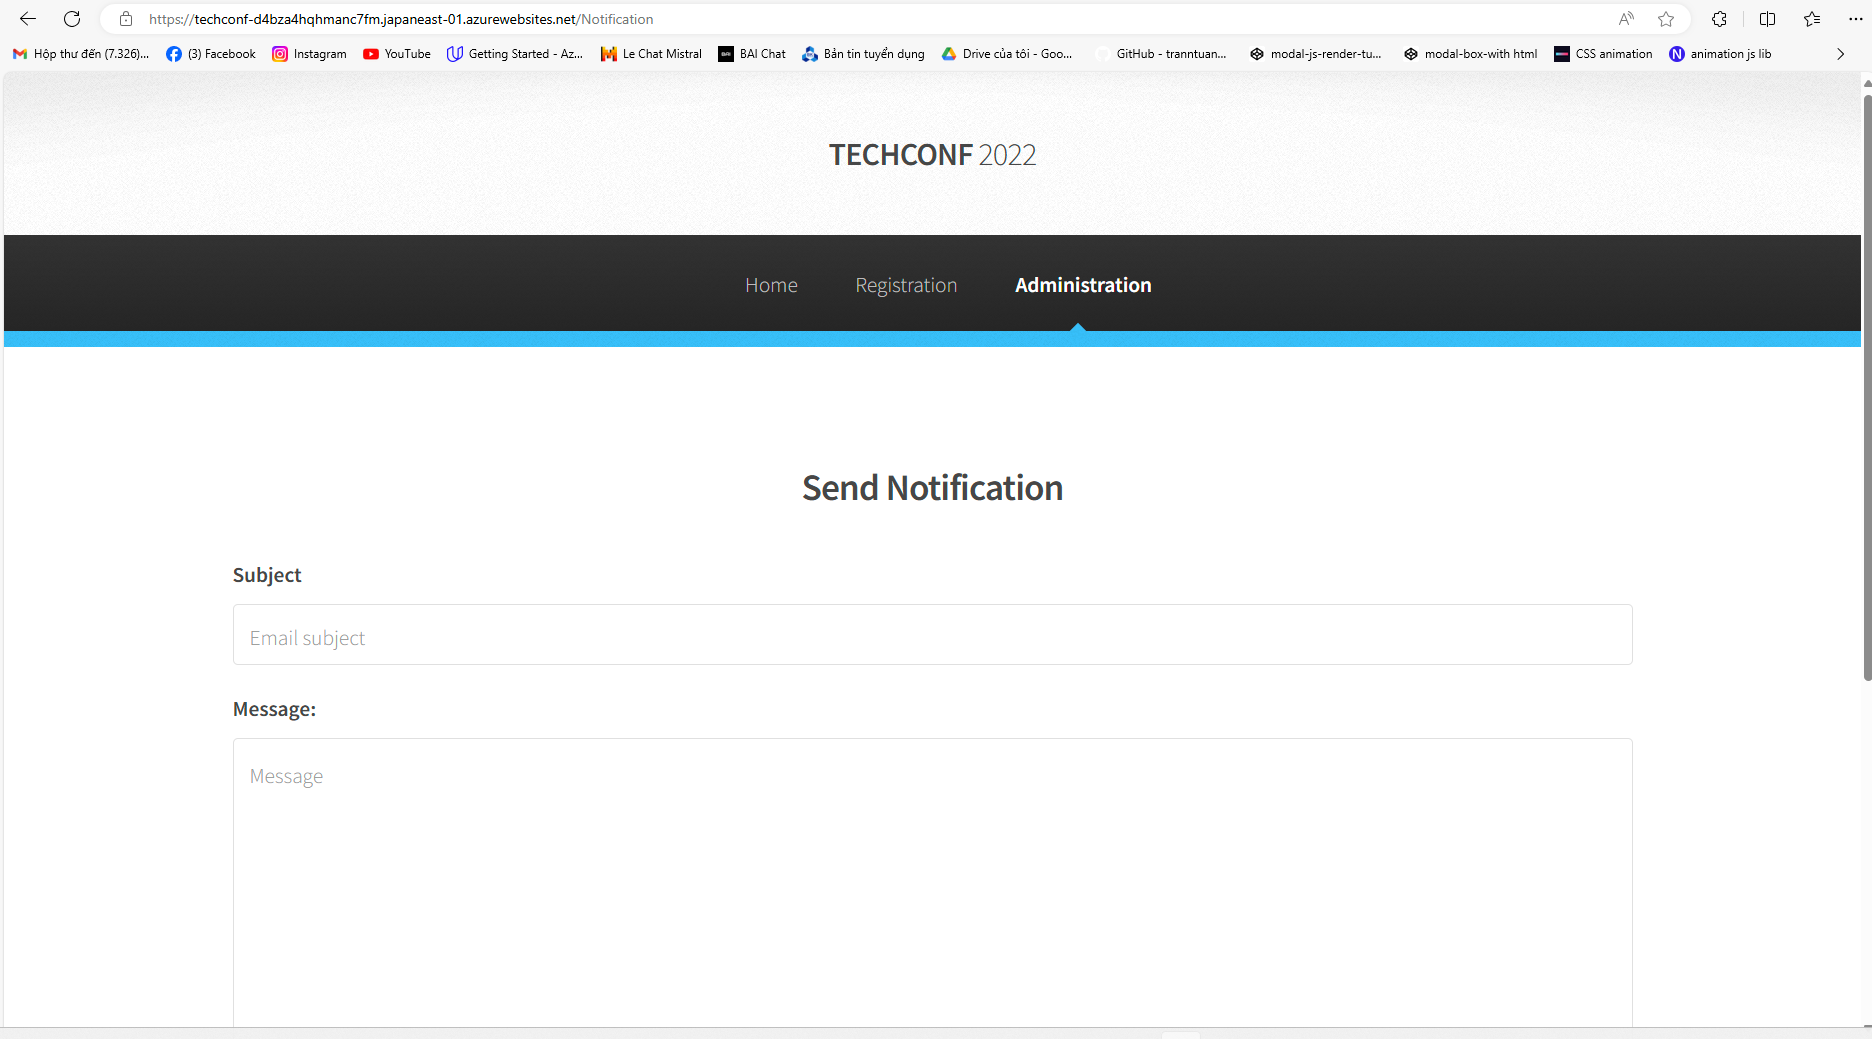 https://techconf-d4bza4hqhmanc7fm.japaneast-01.azurewebsites.net/Notification
Hộp thư đến (7.326)... (3) Facebook Instagram YouTube Getting Started - Az... Le Chat Mistral BAI Chat Bản tin tuyển dụng Drive của tôi - Goo... GitHub - tranntuan... modal-js-render-tu... modal-box-with html CSS animation animation js lib
TECHCONF 2022
Home Registration Administration
Send Notification
Subject
Email subject
Message:
Message